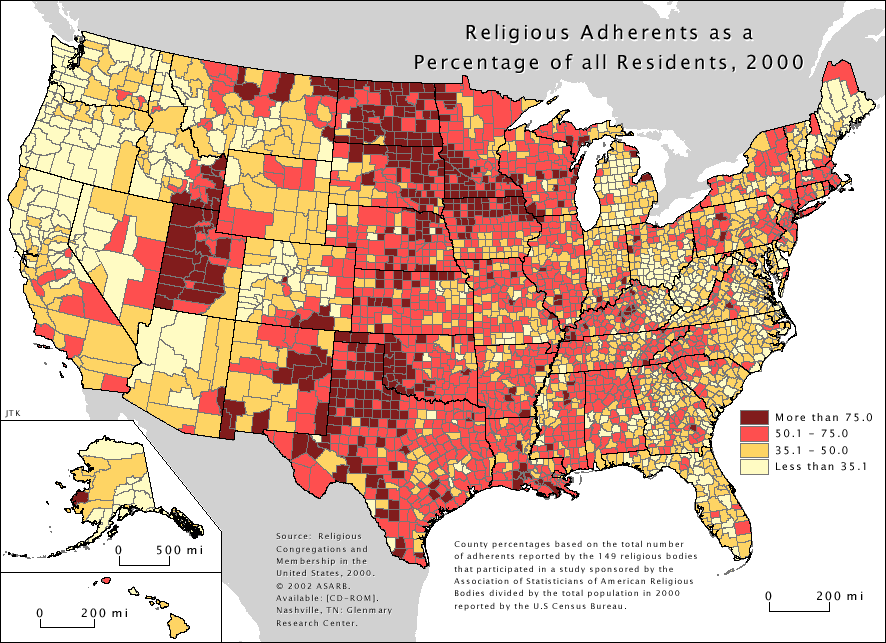 Religious Adherents as a
Percentage of all Residents, 2000
JTK
More than 75.0
50.1 - 75.0
35.1 - 50.0
Less than 35.1
0 500 mi
0 200 mi
Source: Religious
Congregations and
Membership in the
United States, 2000.
© 2002 ASARB.
Available: [CD-ROM].
Nashville, TN: Glenmary
Research Center.
County percentages based on the total number
of adherents reported by the 149 religious bodies
that participated in a study sponsored by the
Association of Statisticians of American Religious
Bodies divided by the total population in 2000
reported by the U.S Census Bureau.
0 200 mi